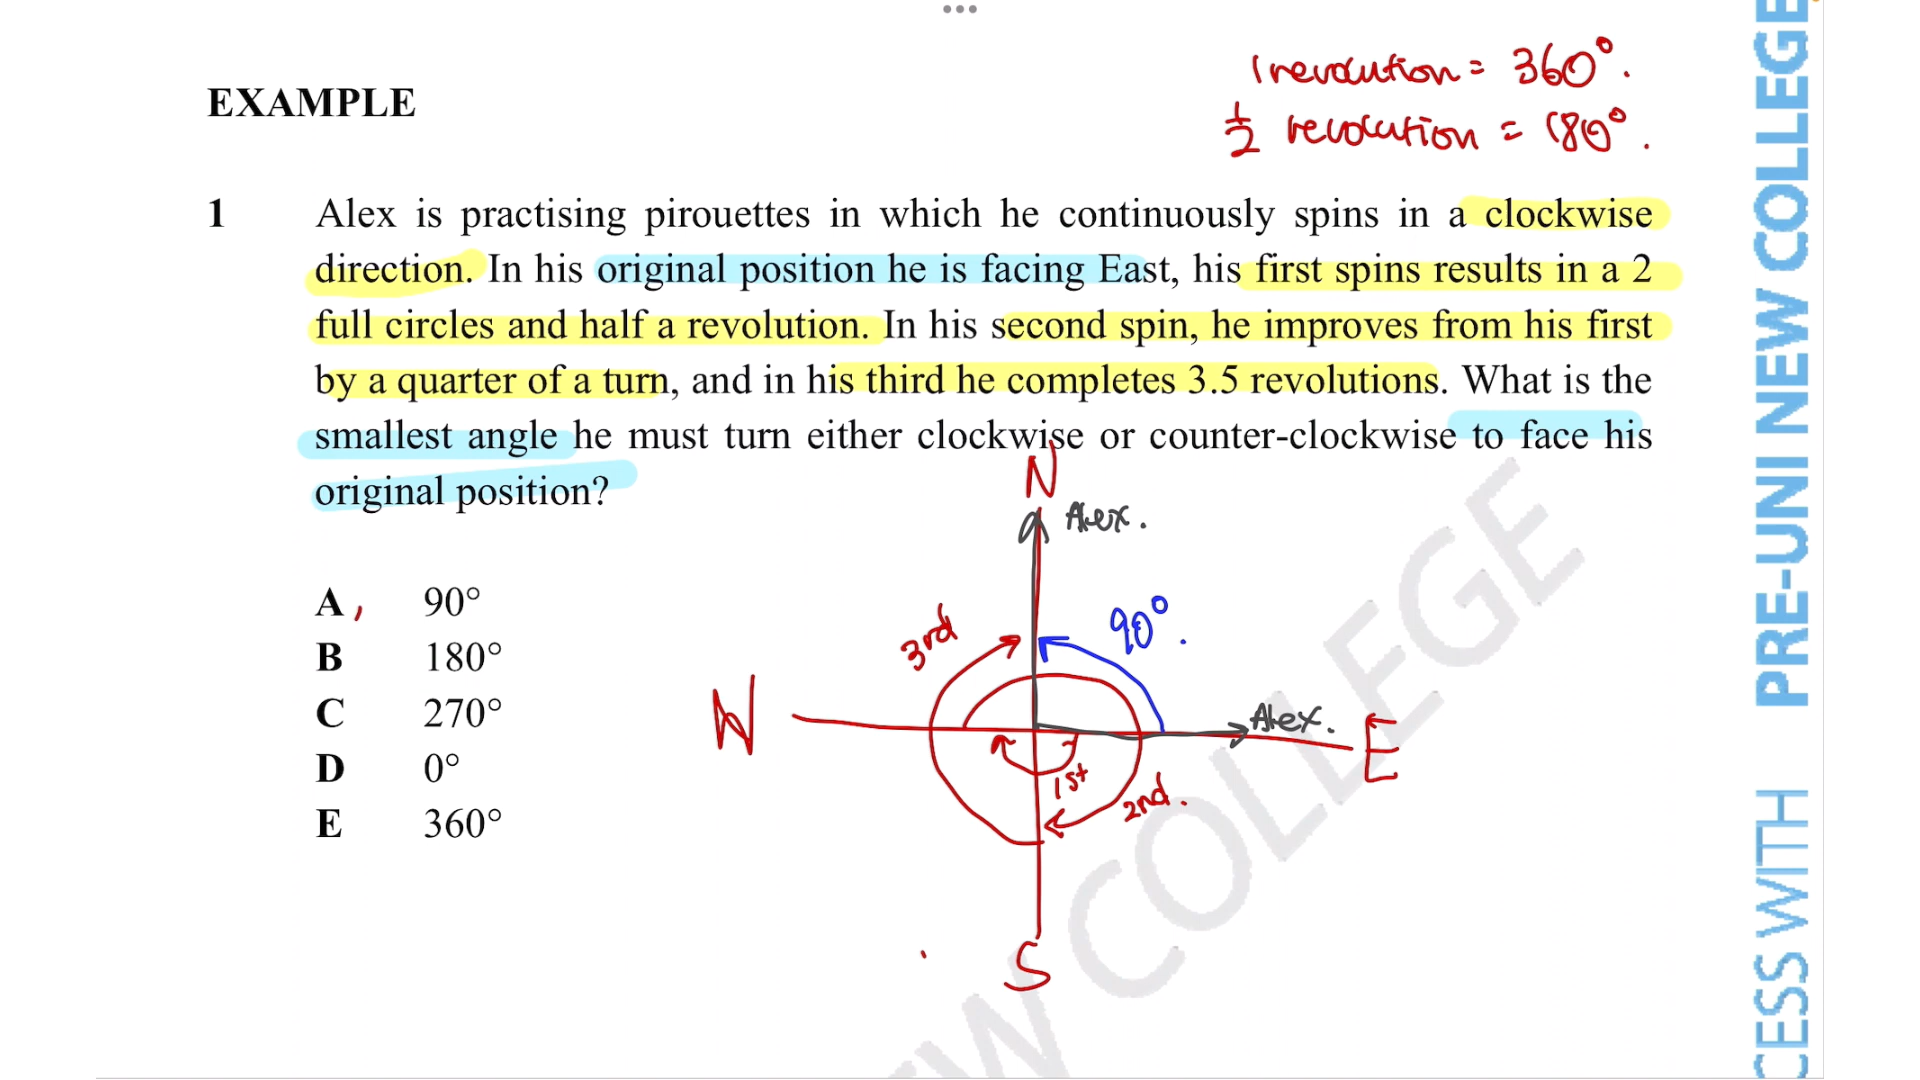 1 revolution = 360°.
EXAMPLE
1/2 revolution = 180°.
1 Alex is practising pirouettes in which he continuously spins in a clockwise
direction. In his original position he is facing East, his first spins results in a 2
full circles and half a revolution. In his second spin, he improves from his first
by a quarter of a turn, and in his third he completes 3.5 revolutions. What is the
smallest angle he must turn either clockwise or counter-clockwise to face his
original position?
N
Alex.
A, 90°
3rd
90°.
B 180°
C 270°
W
Alex.
E
D 0°
1st
2nd.
E 360°
S
W COLLEGE
CESS WITH PRE-UNI NEW COLLEGE